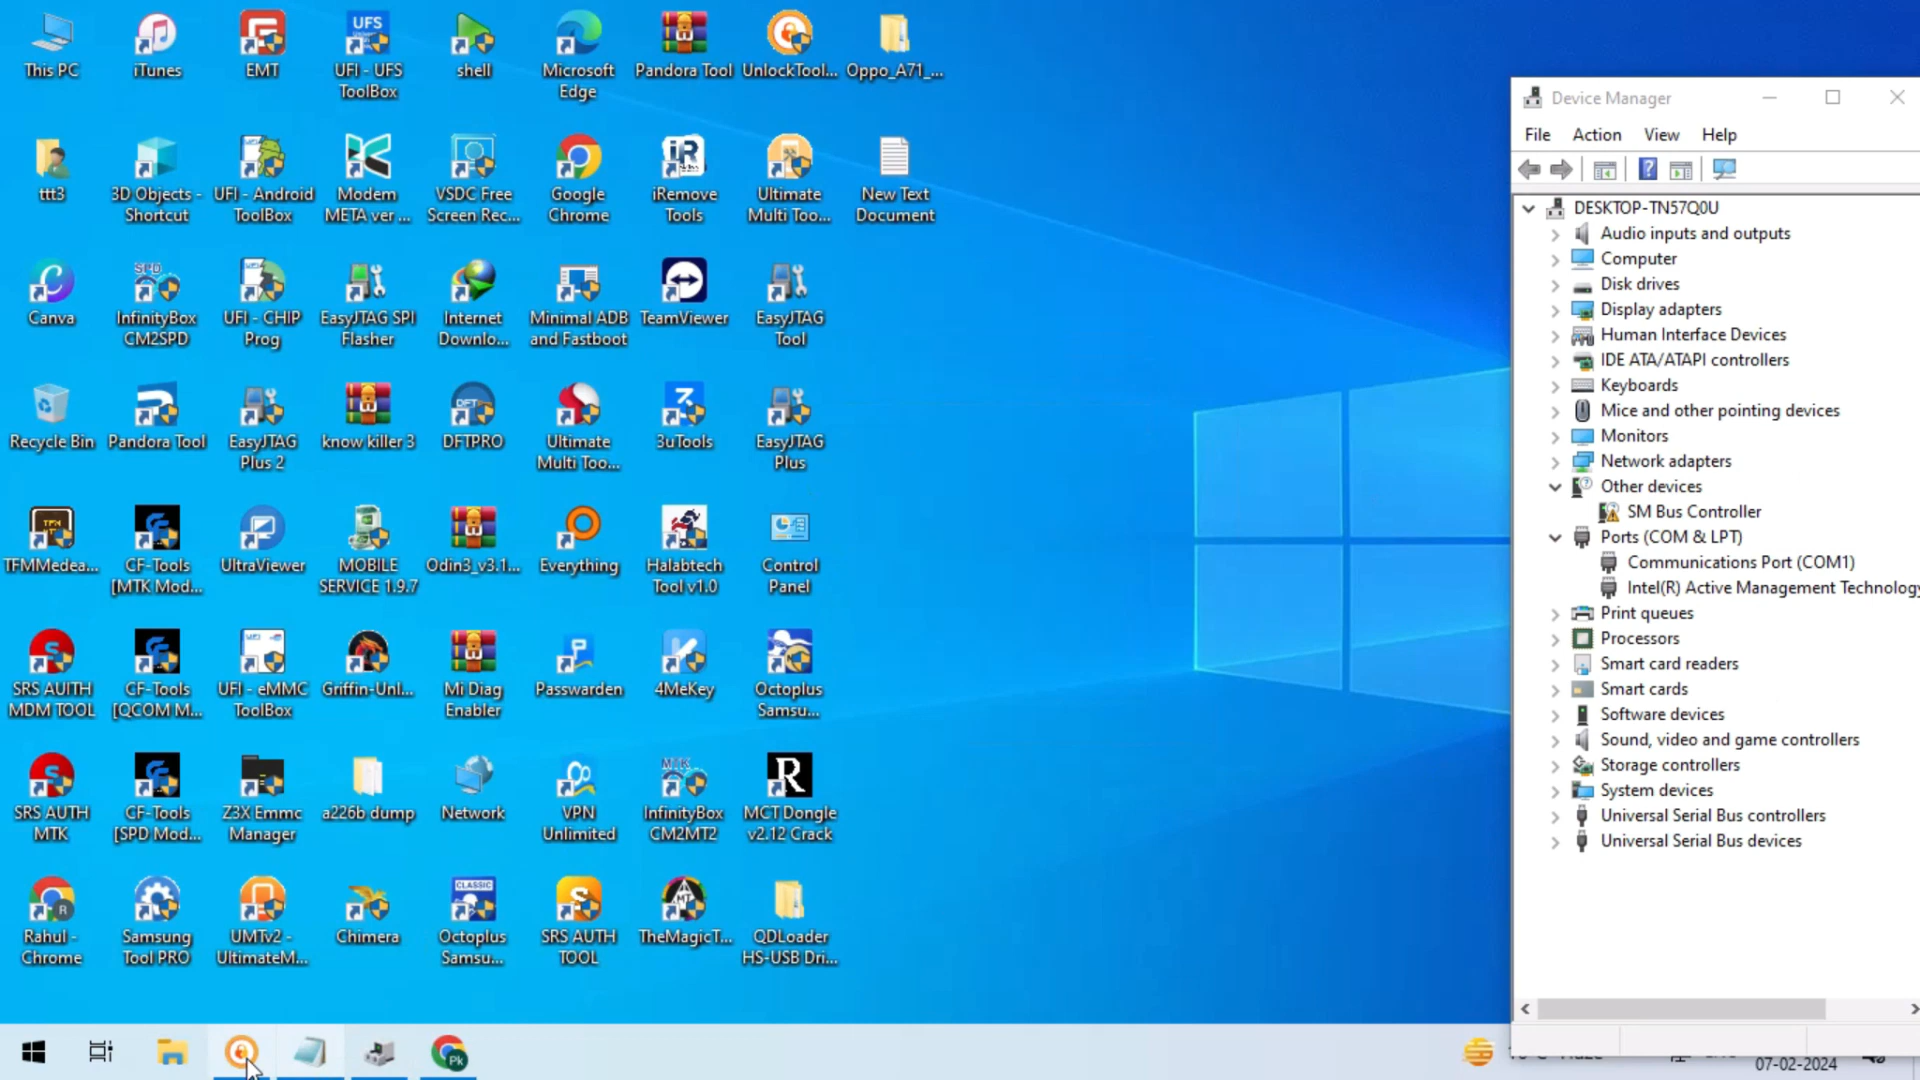 This PC
iTunes
EMT
UFI - UFS
ToolBox
shell
Microsoft
Edge
Pandora Tool
UnlockTool...
Oppo_A71_...
ttt3
3D Objects -
Shortcut
UFI - Android
ToolBox
Modem
META ver ...
VSDC Free
Screen Rec...
Google
Chrome
iRemove
Tools
Ultimate
Multi Too...
New Text
Document
Canva
InfinityBox
CM2SPD
UFI - CHIP
Prog
EasyJTAG SPI
Flasher
Internet
Downlo...
Minimal ADB
and Fastboot
TeamViewer
EasyJTAG
Tool
Recycle Bin
Pandora Tool
EasyJTAG
Plus 2
know killer 3
DFTPRO
Ultimate
Multi Too...
3uTools
EasyJTAG
Plus
TFMMedea...
CF-Tools
[MTK Mod...
UltraViewer
MOBILE
SERVICE 1.9.7
Odin3_v3.1...
Everything
Halabtech
Tool v1.0
Control
Panel
SRS AUITH
MDM TOOL
CF-Tools
[QCOM M...
UFI - eMMC
ToolBox
Griffin-Unl...
Mi Diag
Enabler
Passwarden
4MeKey
Octoplus
Samsu...
SRS AUTH
MTK
CF-Tools
[SPD Mod...
Z3X Emmc
Manager
a226b dump
Network
VPN
Unlimited
InfinityBox
CM2MT2
MCT Dongle
v2.12 Crack
Rahul -
Chrome
Samsung
Tool PRO
UMTv2 -
UltimateM...
Chimera
Octoplus
Samsu...
SRS AUTH
TOOL
TheMagicT...
QDLoader
HS-USB Dri...
Device Manager
File Action View Help
DESKTOP-TN57Q0U
Audio inputs and outputs
Computer
Disk drives
Display adapters
Human Interface Devices
IDE ATA/ATAPI controllers
Keyboards
Mice and other pointing devices
Monitors
Network adapters
Other devices
SM Bus Controller
Ports (COM & LPT)
Communications Port (COM1)
Intel(R) Active Management Technology
Print queues
Processors
Smart card readers
Smart cards
Software devices
Sound, video and game controllers
Storage controllers
System devices
Universal Serial Bus controllers
Universal Serial Bus devices
07-02-2024